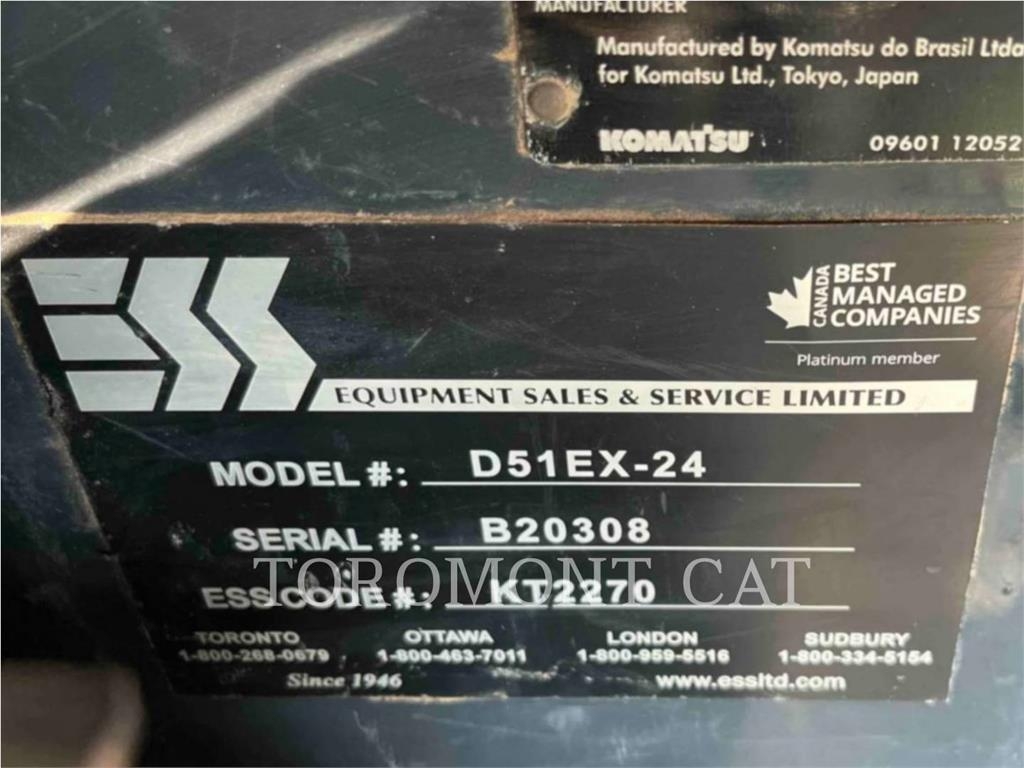 MANUFACTURER
Manufactured by Komatsu do Brasil Ltda
for Komatsu Ltd., Tokyo, Japan
KOMATSU 09601 12052
ESS
CANADA
BEST
MANAGED
COMPANIES
Platinum member
EQUIPMENT SALES & SERVICE LIMITED
MODEL #: D51EX-24
SERIAL #: B20308
ESS CODE #: KT2270
TOROMONT CAT
TORONTO OTTAWA LONDON SUDBURY
1-800-268-0679 1-800-463-7011 1-800-959-5516 1-800-334-5154
Since 1946 www.essltd.com